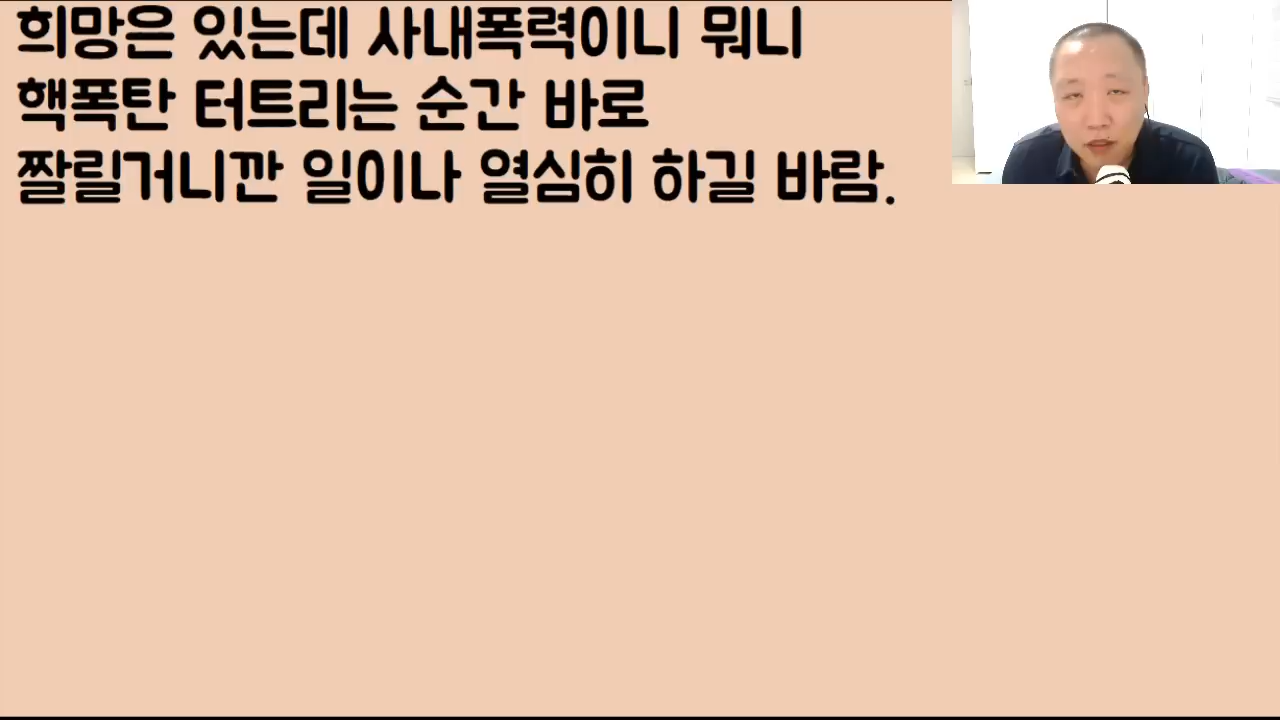 희망은 있는데 사내폭력이니 뭐니
핵폭탄 터트리는 순간 바로
짤릴거니깐 일이나 열심히 하길 바람.